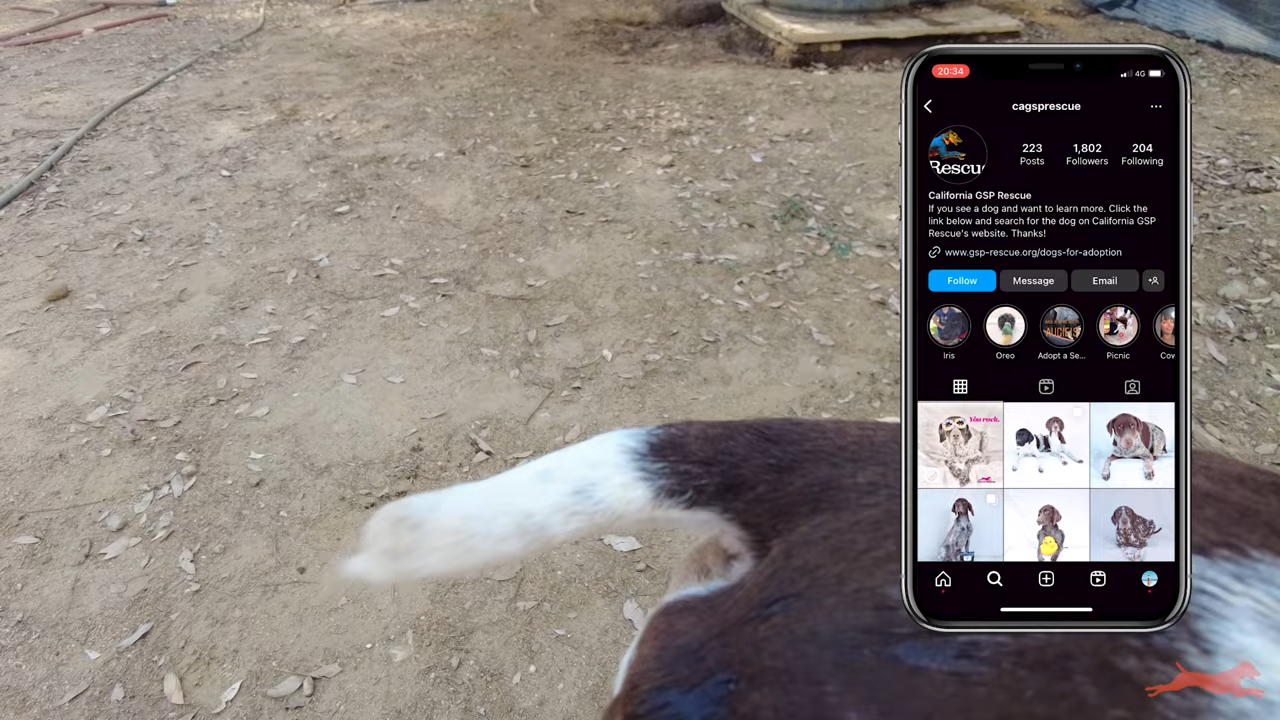 20:34
4G
cagsprescue
Rescu
223
Posts
1,802
Followers
204
Following
California GSP Rescue
If you see a dog and want to learn more. Click the
link below and search for the dog on California GSP
Rescue's website. Thanks!
www.gsp-rescue.org/dogs-for-adoption
Follow
Message
Email
Iris
Oreo
Adopt a Se...
Picnic
Cov
You rock.